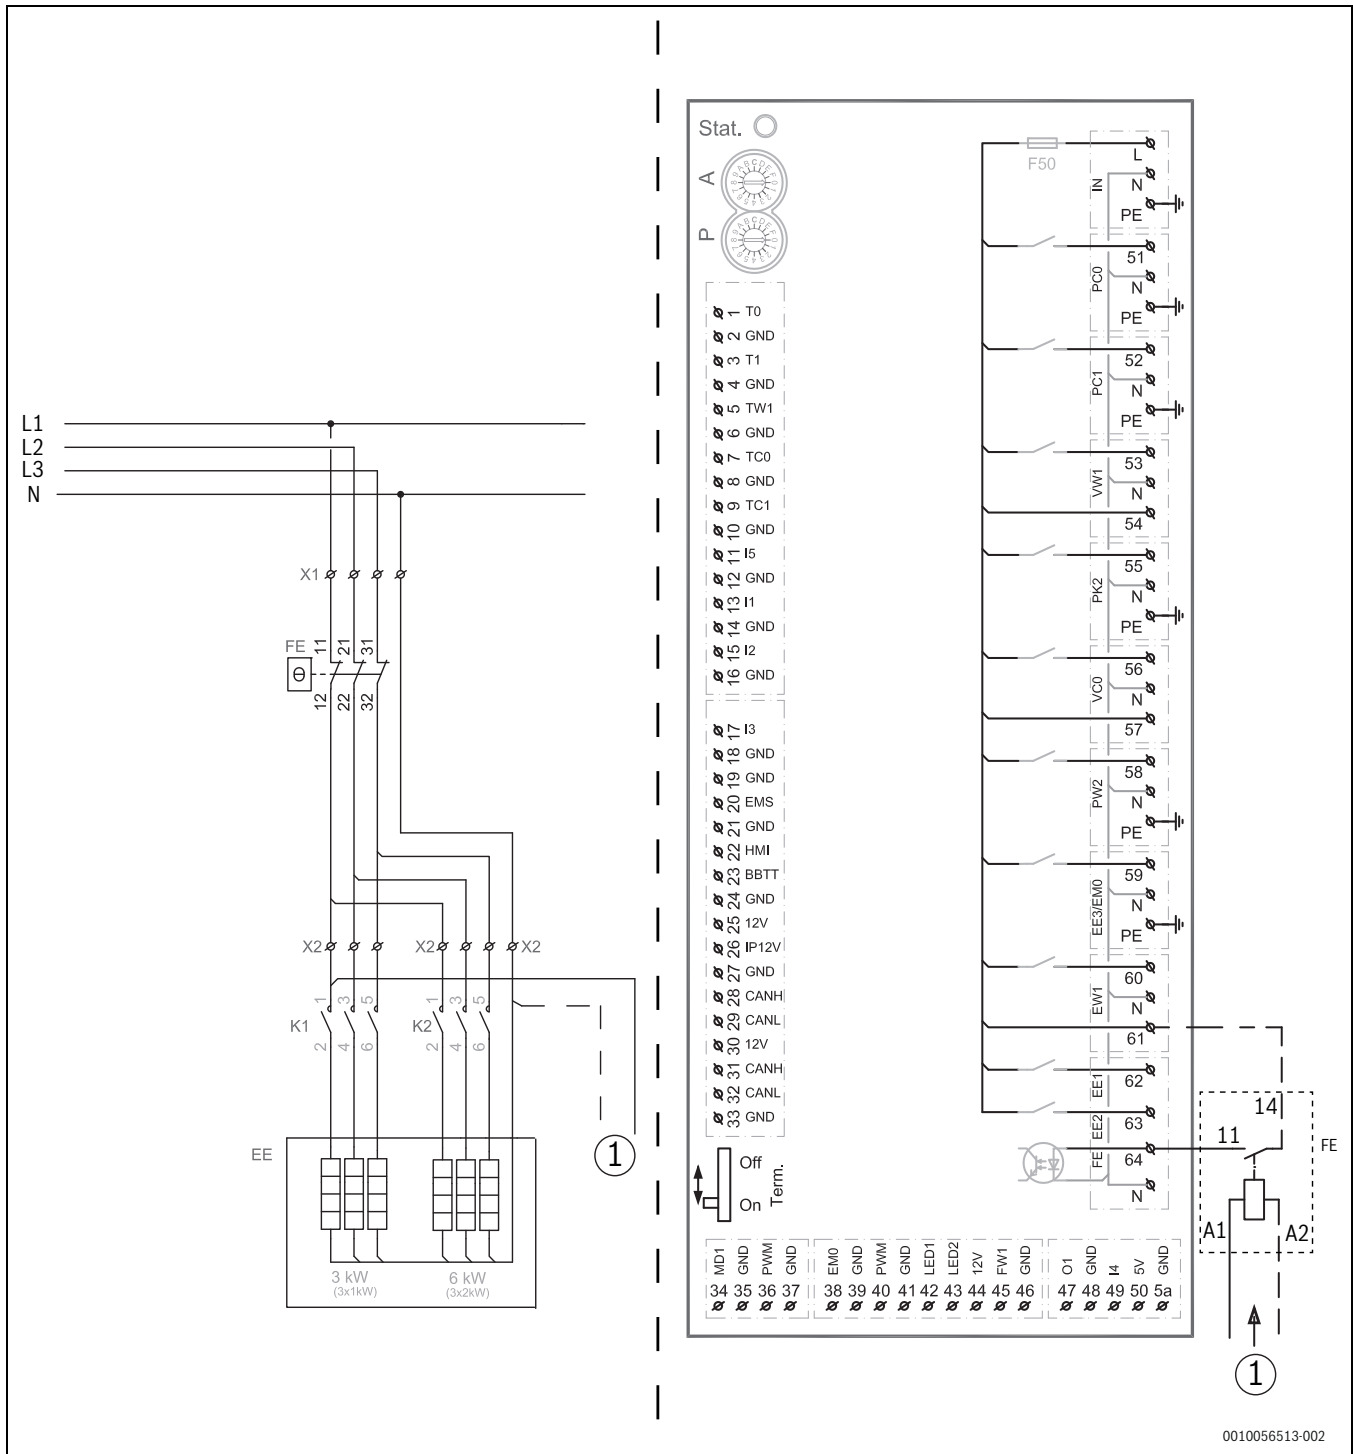 L1
L2
L3
N
X1
FE
11 21 31
12 22 32
X2 X2 X2
K1 1 3 5
2 4 6
K2 1 3 5
2 4 6
EE
3 kW
(3x1kW)
6 kW
(3x2kW)
1
Stat.
A
P
1 T0
2 GND
3 T1
4 GND
5 TW1
6 GND
7 TC0
8 GND
9 TC1
10 GND
11 I5
12 GND
13 I1
14 GND
15 I2
16 GND
17 I3
18 GND
19 GND
20 EMS
21 GND
22 HMI
23 BBTT
24 GND
25 12V
26 IP12V
27 GND
28 CANH
29 CANL
30 12V
31 CANH
32 CANL
33 GND
Off
On
Term.
MD1 GND PWM GND
34 35 36 37
EM0 GND PWM GND LED1 LED2 12V FW1 GND
38 39 40 41 42 43 44 45 46
O1 GND I4 5V GND
47 48 49 50 5a
F50
IN
L
N
PE
PC0
51
N
PE
PC1
52
N
PE
VW1
53
N
54
PK2
55
N
PE
VC0
56
N
57
PW2
58
N
PE
EE3/EM0
59
N
PE
EW1
60
N
61
EE1
62
EE2
63
FE
64
N
14
11
FE
A1
A2
1
0010056513-002